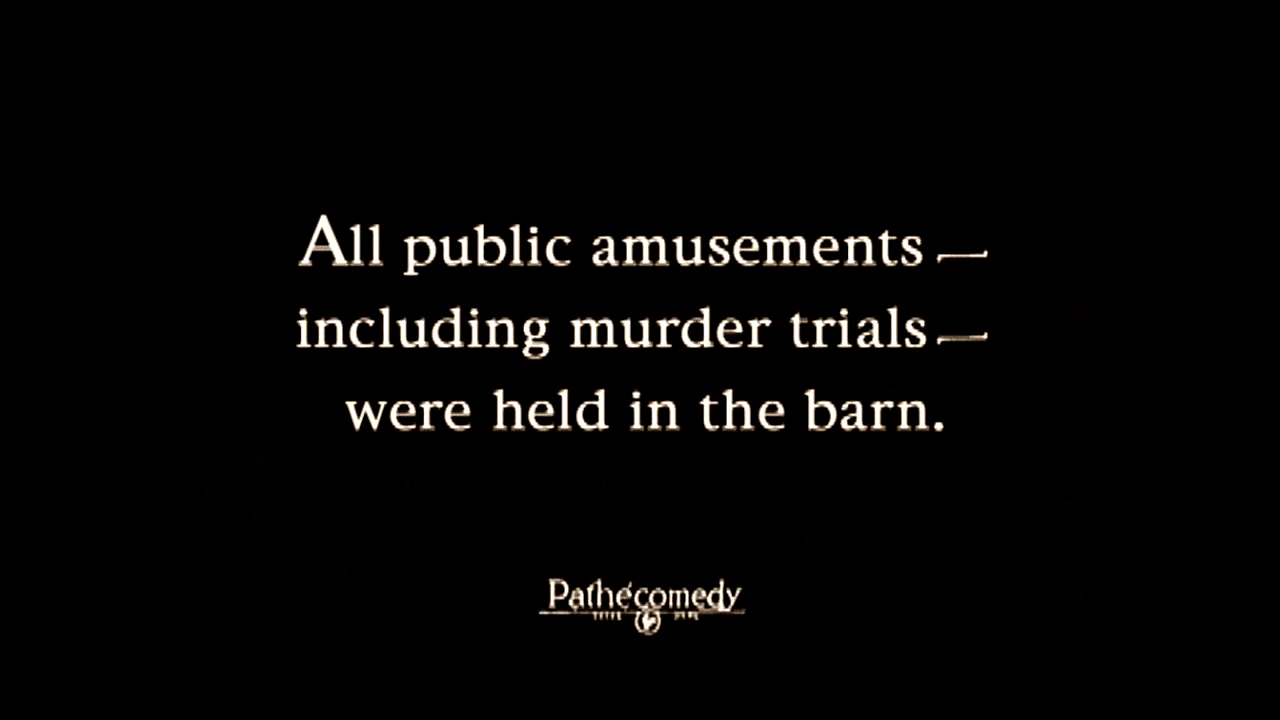 All public amusements —
including murder trials —
were held in the barn.
Pathécomedy